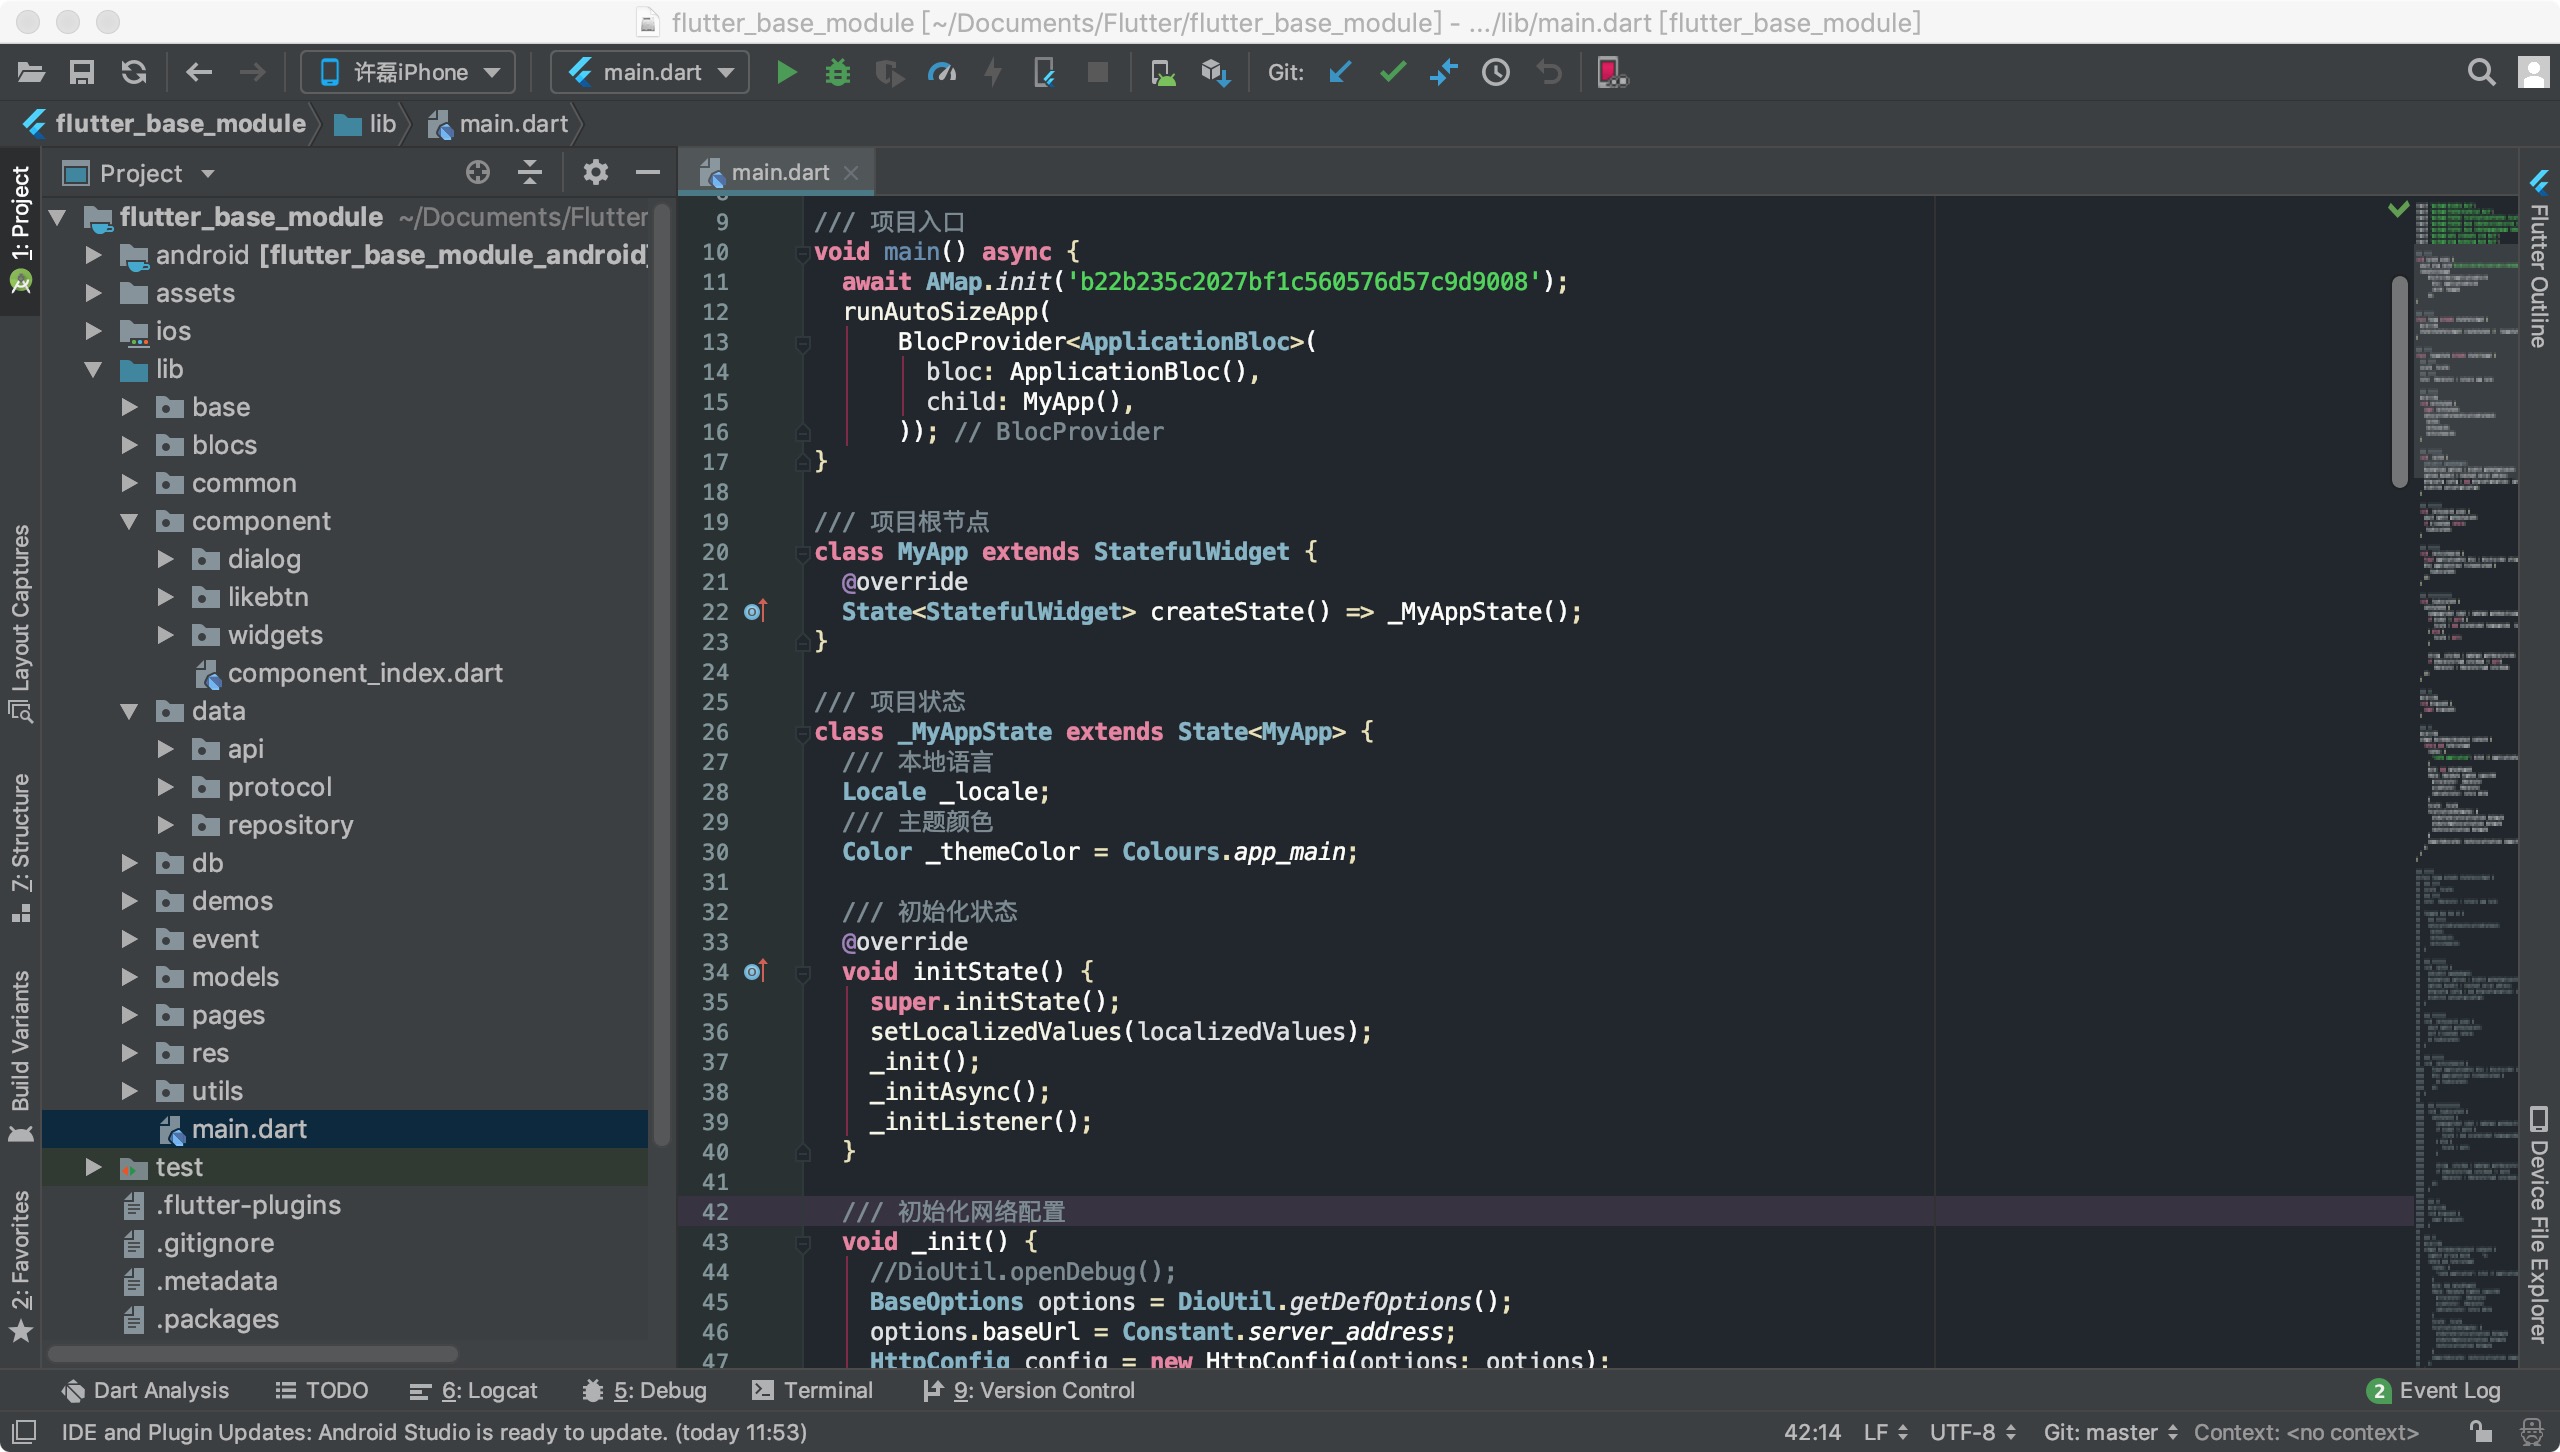 flutter_base_module [~/Documents/Flutter/flutter_base_module] - .../lib/main.dart [flutter_base_module]
许磊iPhone
main.dart
Git:
flutter_base_module
lib
main.dart
1: Project
Layout Captures
7: Structure
Build Variants
2: Favorites
Project
flutter_base_module ~/Documents/Flutter
android [flutter_base_module_android]
assets
ios
lib
base
blocs
common
component
dialog
likebtn
widgets
component_index.dart
data
api
protocol
repository
db
demos
event
models
pages
res
utils
main.dart
test
.flutter-plugins
.gitignore
.metadata
.packages
main.dart
9 /// 项目入口
10 void main() async {
11 await AMap.init('b22b235c2027bf1c560576d57c9d9008');
12 runAutoSizeApp(
13 BlocProvider<ApplicationBloc>(
14 bloc: ApplicationBloc(),
15 child: MyApp(),
16 )); // BlocProvider
17 }
18
19 /// 项目根节点
20 class MyApp extends StatefulWidget {
21 @override
22 State<StatefulWidget> createState() => _MyAppState();
23 }
24
25 /// 项目状态
26 class _MyAppState extends State<MyApp> {
27 /// 本地语言
28 Locale _locale;
29 /// 主题颜色
30 Color _themeColor = Colours.app_main;
31
32 /// 初始化状态
33 @override
34 void initState() {
35 super.initState();
36 setLocalizedValues(localizedValues);
37 _init();
38 _initAsync();
39 _initListener();
40 }
41
42 /// 初始化网络配置
43 void _init() {
44 //DioUtil.openDebug();
45 BaseOptions options = DioUtil.getDefOptions();
46 options.baseUrl = Constant.server_address;
47 HttpConfig config = new HttpConfig(options: options);
Flutter Outline
Device File Explorer
Dart Analysis
TODO
6: Logcat
5: Debug
Terminal
9: Version Control
2 Event Log
IDE and Plugin Updates: Android Studio is ready to update. (today 11:53)
42:14
LF
UTF-8
Git: master
Context: <no context>